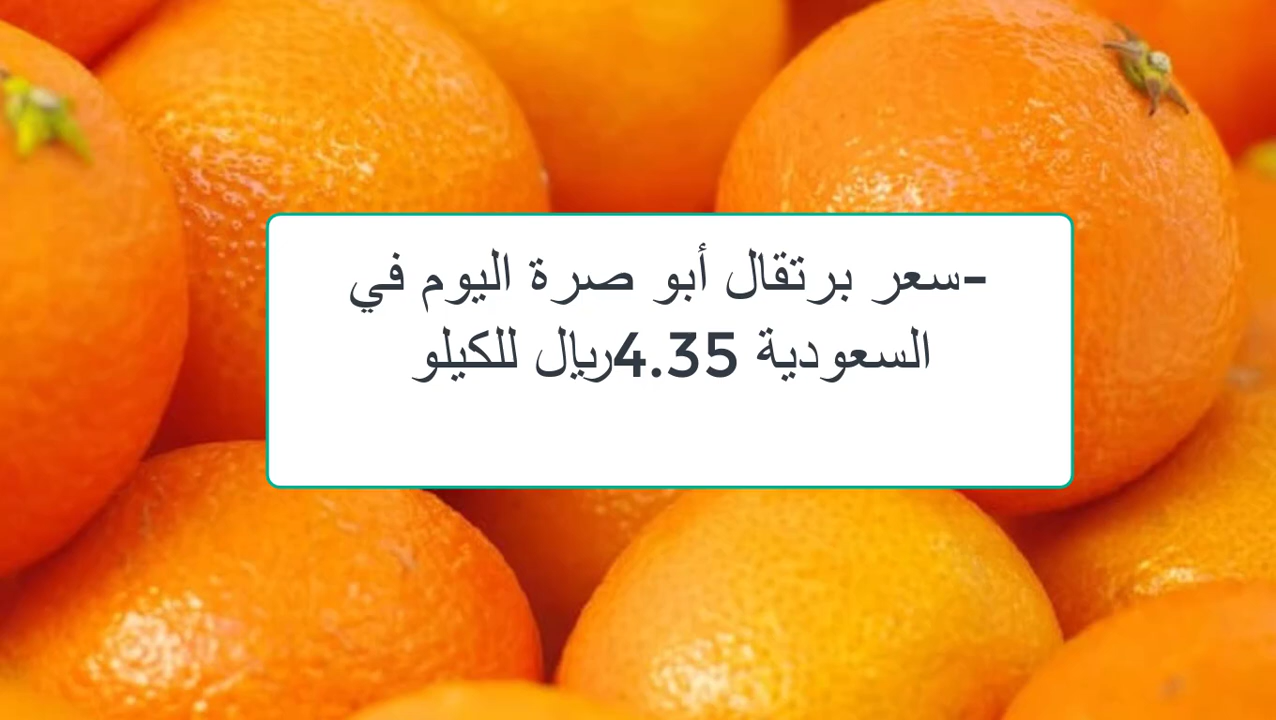 -سعر برتقال أبو صرة اليوم في
السعودية 4.35ريال للكيلو